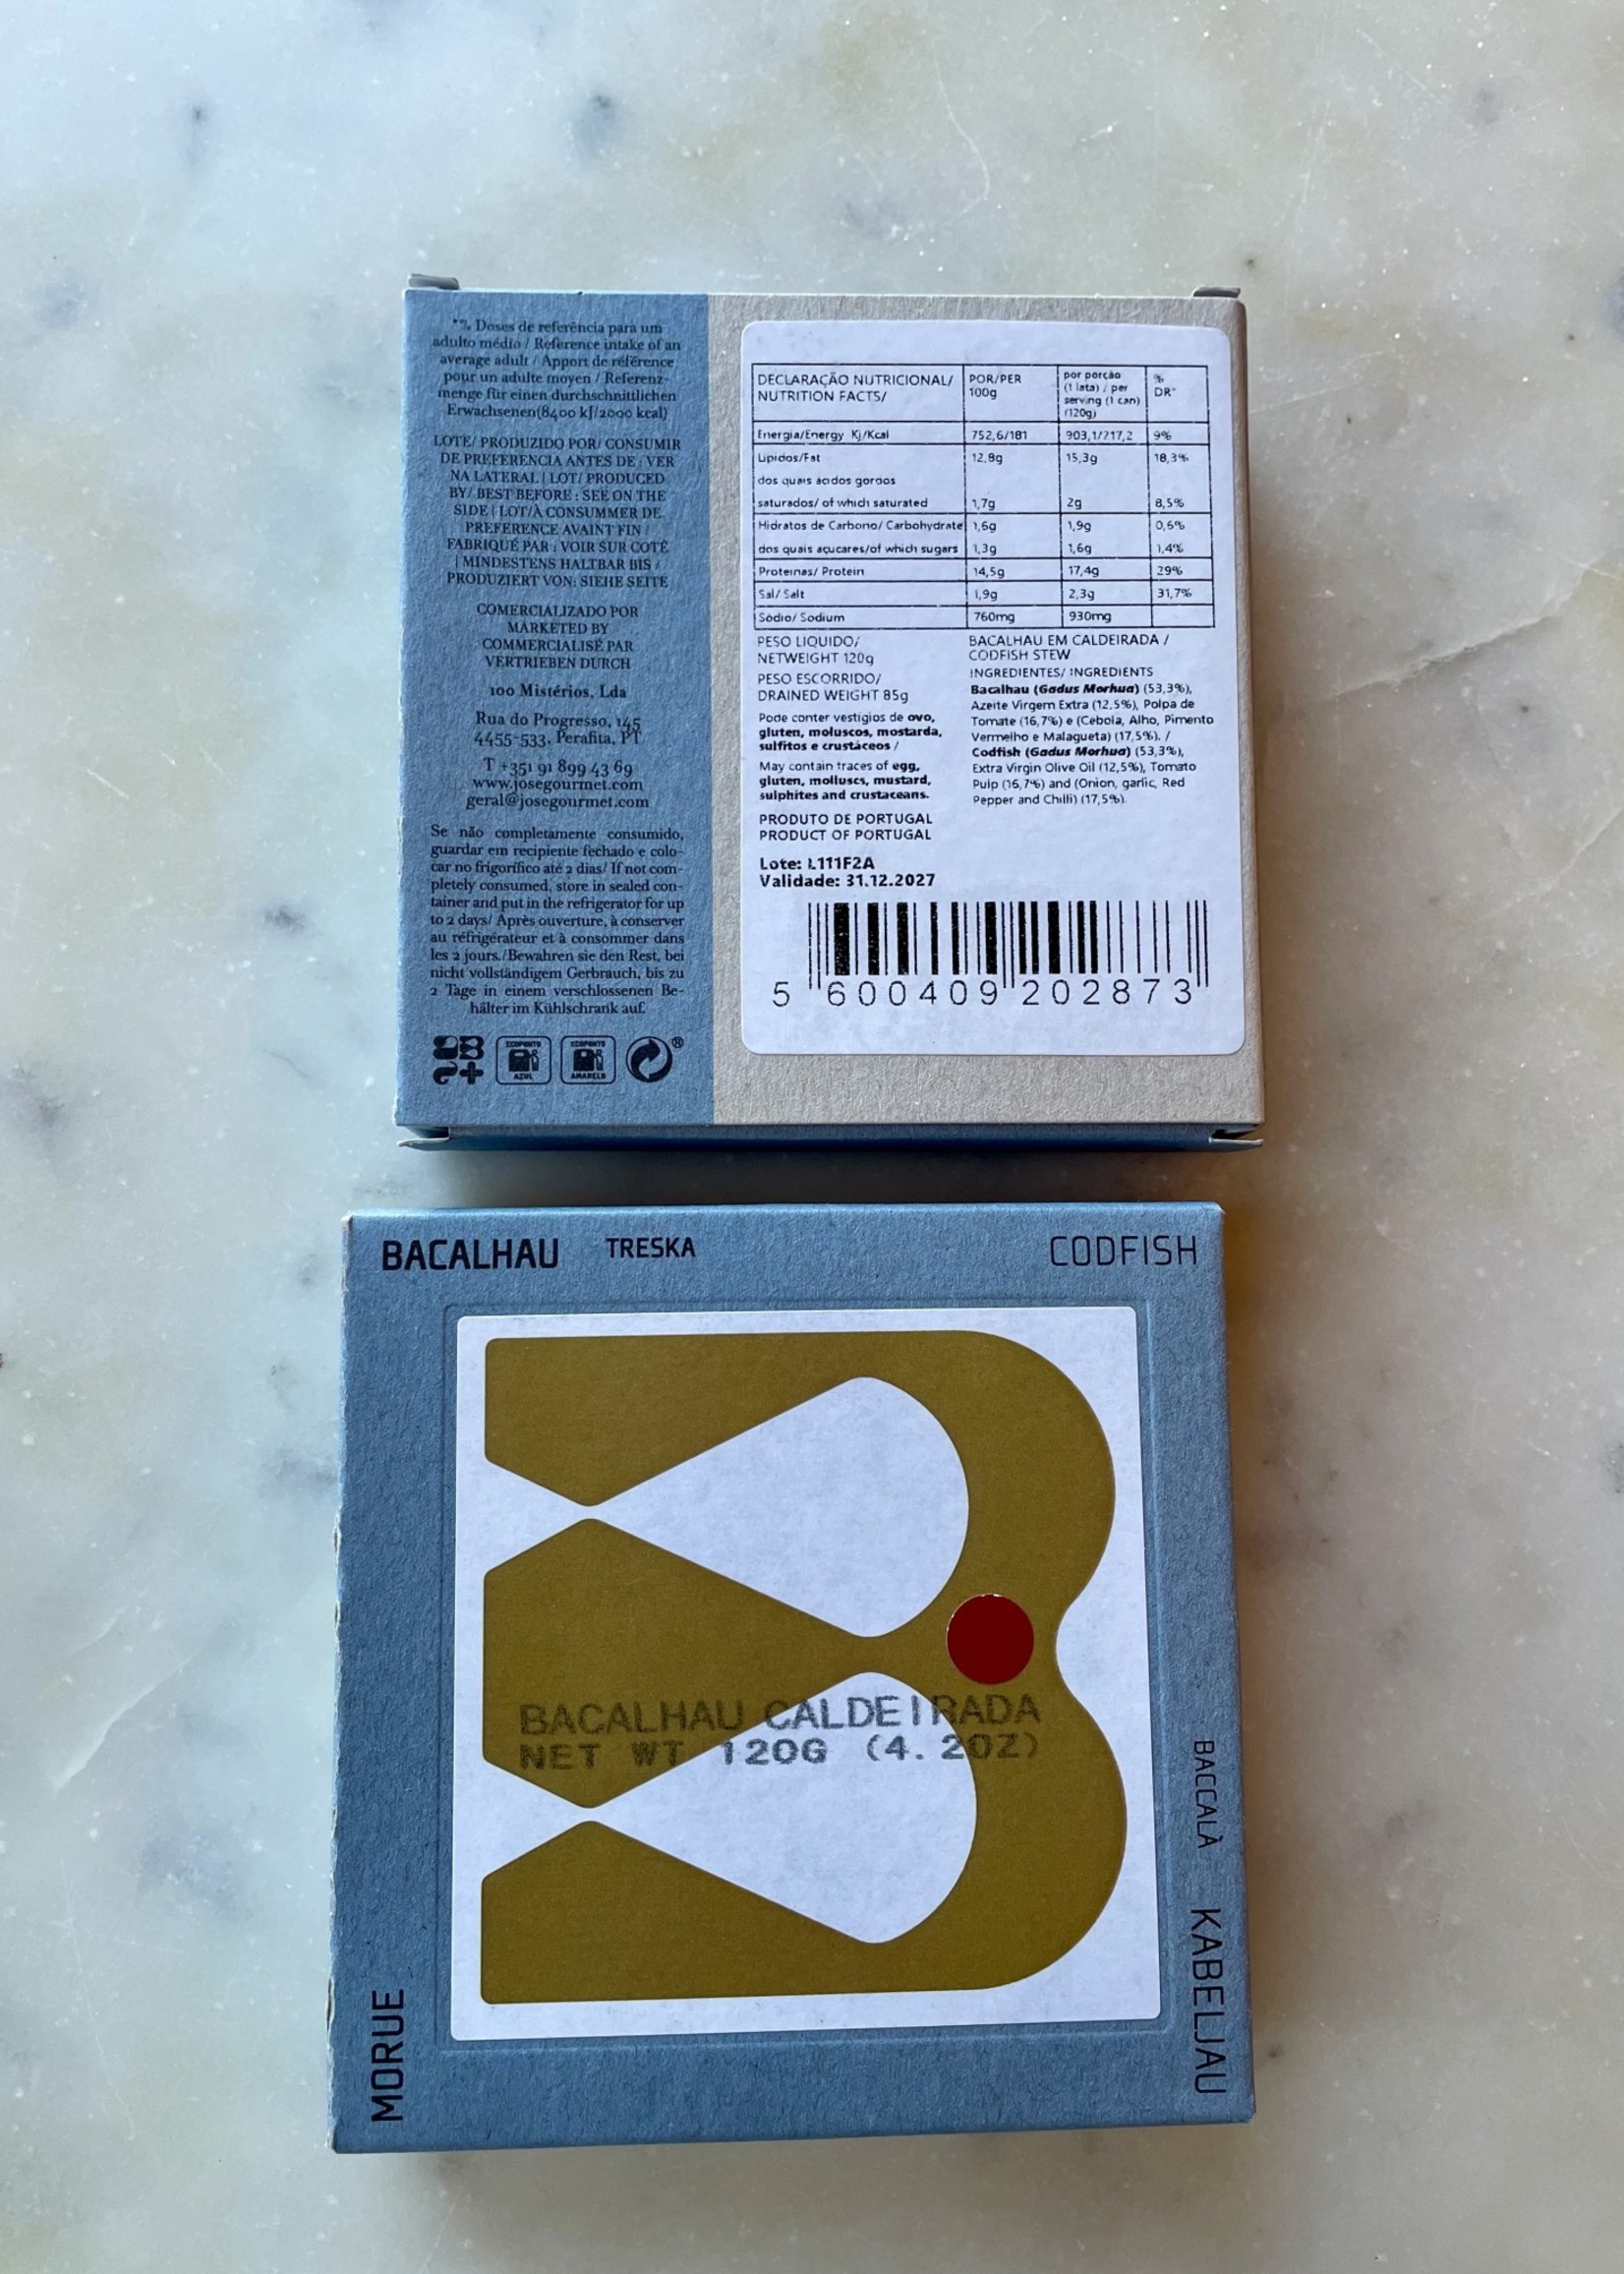 *% Doses de referência para um
adulto médio / Reference intake of an
average adult / Apport de référence
pour un adulte moyen / Referenz-
menge für einen durchschnittlichen
Erwachsenen(8400 kJ/2000 kcal)
LOTE/ PRODUZIDO POR/ CONSUMIR
DE PREFERENCIA ANTES DE : VER
NA LATERAL | LOT/ PRODUCED
BY/ BEST BEFORE : SEE ON THE
SIDE | LOT/À CONSUMMER DE
PREFERENCE AVAINT FIN /
FABRIQUÉ PAR : VOIR SUR COTÉ
| MINDESTENS HALTBAR BIS /
PRODUZIERT VON: SIEHE SEITE
COMERCIALIZADO POR
MARKETED BY
COMMERCIALISÉ PAR
VERTRIEBEN DURCH
100 Mistérios, Lda
Rua do Progresso, 145
4455-533, Perafita, PT
T +351 91 899 43 69
www.josegourmet.com
geral@josegourmet.com
Se não completamente consumido,
guardar em recipiente fechado e colo-
car no frigorífico até 2 dias/ If not com-
pletely consumed, store in sealed con-
tainer and put in the refrigerator for up
to 2 days/ Après ouverture, à conserver
au réfrigérateur et à consommer dans
les 2 jours./Bewahren sie den Rest, bei
nicht vollständigem Gerbrauch, bis zu
2 Tage in einem verschlossenen Be-
hälter im Kühlschrank auf.
ECOPONTO AZUL
ECOPONTO AMARELO
®
DECLARAÇÃO NUTRICIONAL/ NUTRITION FACTS/ POR/PER 100g por porção (1 lata) / per serving (1 can) (120g) % DR*
Energia/Energy Kj/Kcal 752,6/181 903,1/217,2 9%
Lipidos/Fat 12,8g 15,3g 18,3%
dos quais ácidos gordos
saturados/ of which saturated 1,7g 2g 8,5%
Hidratos de Carbono/ Carbohydrate 1,6g 1,9g 0,6%
dos quais açucares/of which sugars 1,3g 1,6g 1,4%
Proteinas/ Protein 14,5g 17,4g 29%
Sal/ Salt 1,9g 2,3g 31,7%
Sódio/ Sodium 760mg 930mg
PESO LIQUIDO/
NETWEIGHT 120g
PESO ESCORRIDO/
DRAINED WEIGHT 85g
Pode conter vestígios de ovo,
gluten, moluscos, mostarda,
sulfitos e crustáceos /
May contain traces of egg,
gluten, molluscs, mustard,
sulphites and crustaceans.
PRODUTO DE PORTUGAL
PRODUCT OF PORTUGAL
BACALHAU EM CALDEIRADA /
CODFISH STEW
INGREDIENTES/ INGREDIENTS
Bacalhau (Gadus Morhua) (53,3%),
Azeite Virgem Extra (12,5%), Polpa de
Tomate (16,7%) e (Cebola, Alho, Pimento
Vermelho e Malagueta) (17,5%). /
Codfish (Gadus Morhua) (53,3%),
Extra Virgin Olive Oil (12,5%), Tomato
Pulp (16,7%) and (Onion, garlic, Red
Pepper and Chilli) (17,5%).
Lote: L111F2A
Validade: 31.12.2027
5 600409 202873
BACALHAU TRESKA CODFISH
BACALHAU CALDEIRADA
NET WT 120G (4.2OZ)
BACCALÀ KABELJAU
MORUE